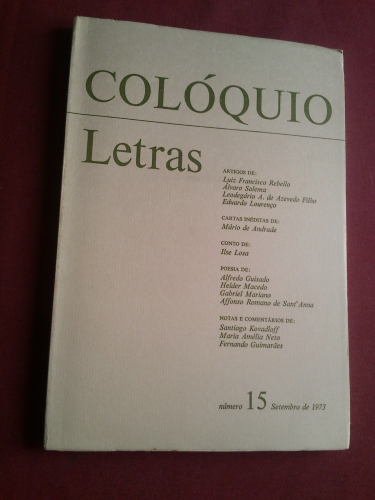 COLÓQUIO
Letras
ARTIGOS DE:
Luiz Francisco Rebello
Álvaro Salema
Leodegário A. de Azevedo Filho
Eduardo Lourenço
CARTAS INÉDITAS DE:
Mário de Andrade
CONTO DE:
Ilse Losa
POESIA DE:
Alfredo Guisado
Helder Macedo
Gabriel Mariano
Affonso Romano de Sant'Anna
NOTAS E COMENTÁRIOS DE:
Santiago Kovadloff
Maria Amélia Neto
Fernando Guimarães
número 15 Setembro de 1973